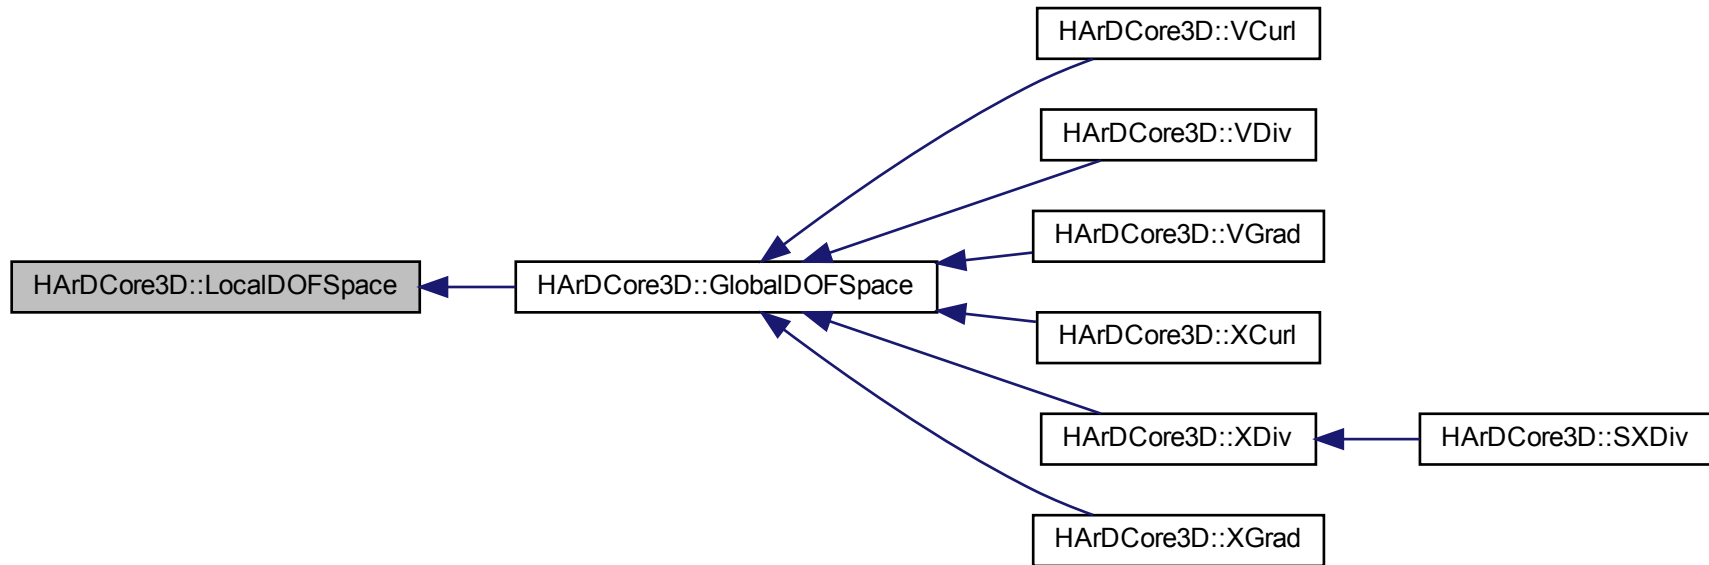 HArDCore3D::VCurl
HArDCore3D::VDiv
HArDCore3D::VGrad
HArDCore3D::LocalDOFSpace
HArDCore3D::GlobalDOFSpace
HArDCore3D::XCurl
HArDCore3D::XDiv
HArDCore3D::SXDiv
HArDCore3D::XGrad